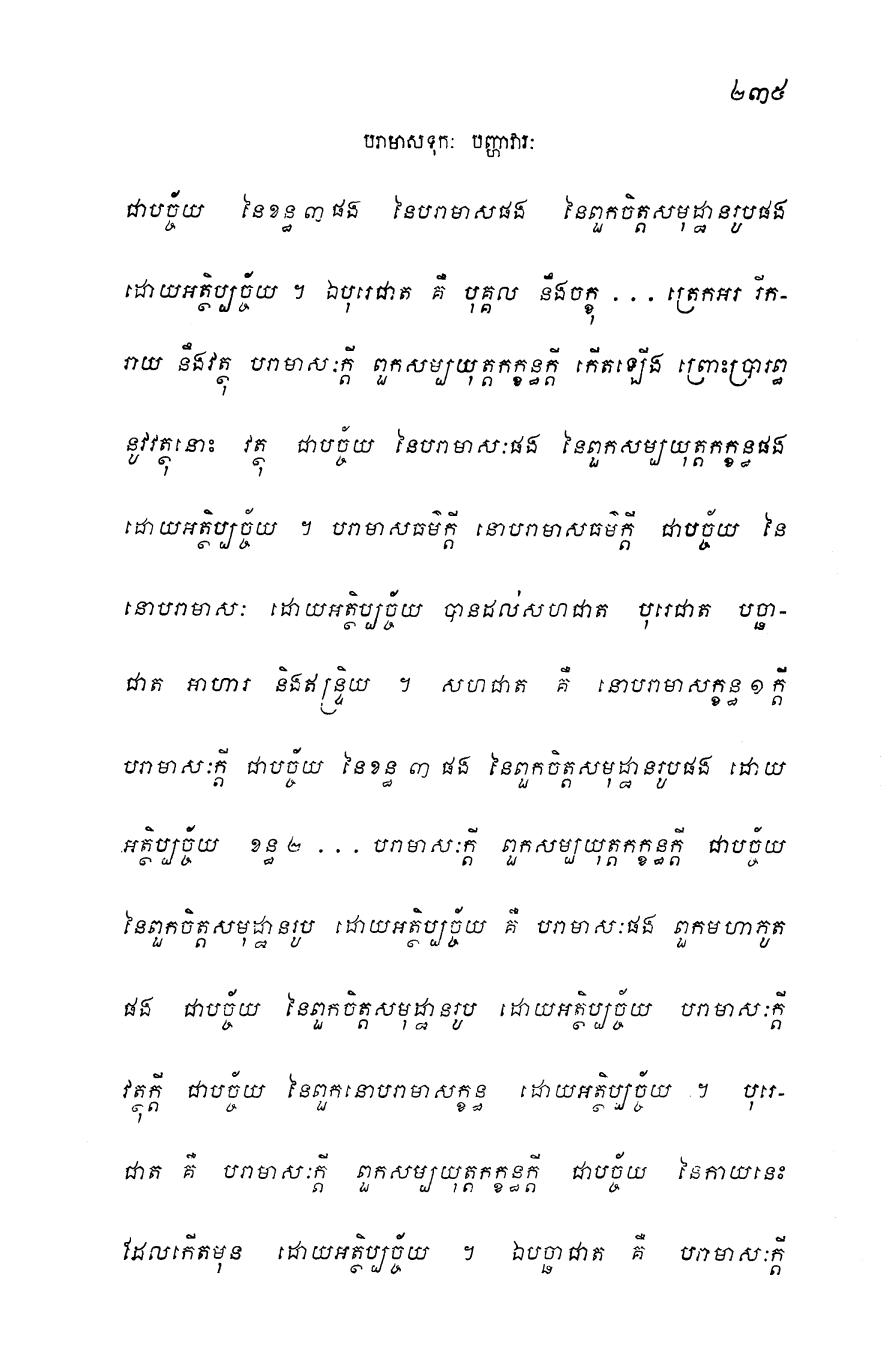 ២៣៥
បរាមាសទុកៈ បញ្ហាវារៈ
ជាបច្ច័យ នៃខន្ធ ៣ ផង នៃបរាមាសផង នៃពួកចិត្តសមុដ្ឋានរូបផង
ដោយអត្ថិប្បច្ច័យ ។ ឯបុរេជាត គឺ បុគ្គល នឹងចក្ខុ . . . ត្រេកអរ រីក-
រាយ នឹងវត្ថុ បរាមាសៈក្តី ពួកសម្បយុត្តកក្ខន្ធក្តី កើតឡើង ព្រោះប្រារព្ធ
នូវវត្ថុនោះ វត្ថុ ជាបច្ច័យ នៃបរាមាសៈផង នៃពួកសម្បយុត្តកក្ខន្ធផង
ដោយអត្ថិប្បច្ច័យ ។ បរាមាសធម៌ក្តី នោបរាមាសធម៌ក្តី ជាបច្ច័យ នៃ
នោបរាមាសៈ ដោយអត្ថិប្បច្ច័យ បានដល់សហជាត បុរេជាត បច្ឆា-
ជាត អាហារ និងឥន្ទ្រិយ ។ សហជាត គឺ នោបរាមាសក្ខន្ធ ១ ក្តី
បរាមាសៈក្តី ជាបច្ច័យ នៃខន្ធ ៣ ផង នៃពួកចិត្តសមុដ្ឋានរូបផង ដោយ
អត្ថិប្បច្ច័យ ខន្ធ ២ . . . បរាមាសៈក្តី ពួកសម្បយុត្តកក្ខន្ធក្តី ជាបច្ច័យ
នៃពួកចិត្តសមុដ្ឋានរូប ដោយអត្ថិប្បច្ច័យ គឺ បរាមាសៈផង ពួកមហាភូត
ផង ជាបច្ច័យ នៃពួកចិត្តសមុដ្ឋានរូប ដោយអត្ថិប្បច្ច័យ បរាមាសៈក្តី
វត្ថុក្តី ជាបច្ច័យ នៃពួកនោបរាមាសក្ខន្ធ ដោយអត្ថិប្បច្ច័យ ។ បុរេ-
ជាត គឺ បរាមាសៈក្តី ពួកសម្បយុត្តកក្ខន្ធក្តី ជាបច្ច័យ នៃកាយនេះ
ដែលកើតមុន ដោយអត្ថិប្បច្ច័យ ។ ឯបច្ឆាជាត គឺ បរាមាសៈក្តី